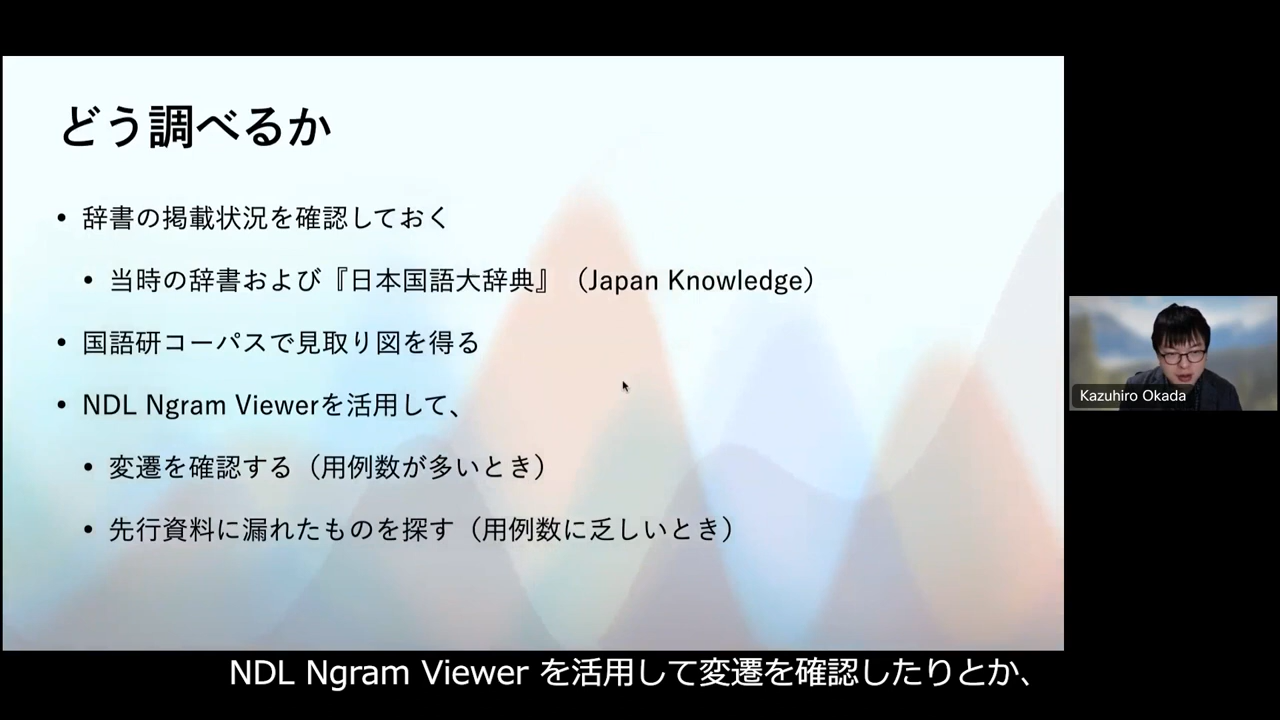 どう調べるか
• 辞書の掲載状況を確認しておく
• 当時の辞書および『日本国語大辞典』（Japan Knowledge）
• 国語研コーパスで見取り図を得る
• NDL Ngram Viewerを活用して、
• 変遷を確認する（用例数が多いとき）
• 先行資料に漏れたものを探す（用例数に乏しいとき）
Kazuhiro Okada
NDL Ngram Viewer を活用して変遷を確認したりとか、